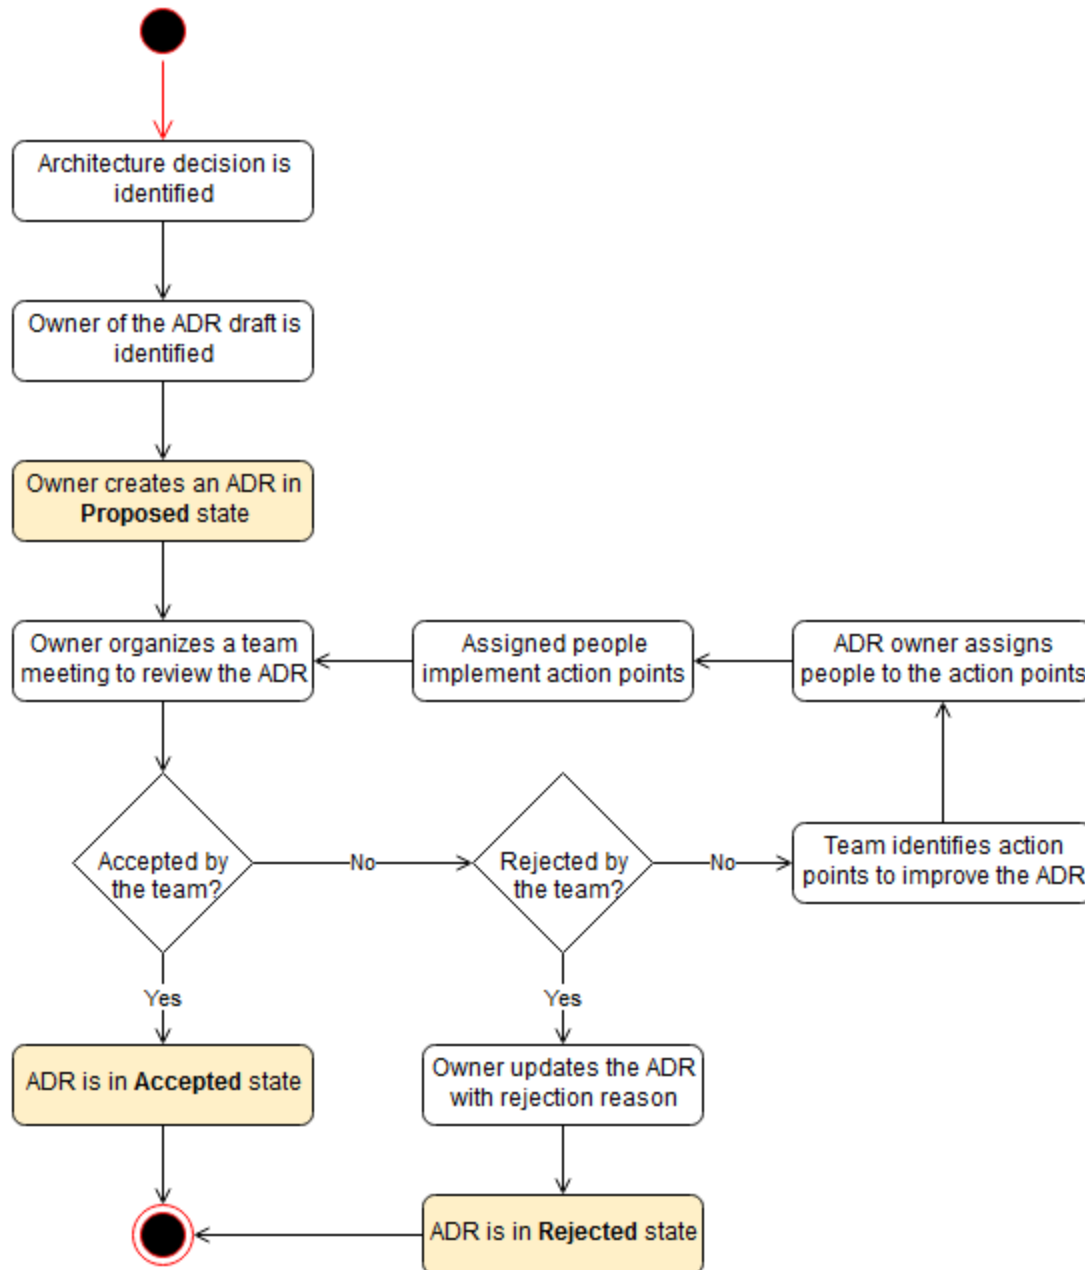 Architecture decision is
identified
Owner of the ADR draft is
identified
Owner creates an ADR in
Proposed state
Owner organizes a team
meeting to review the ADR
Assigned people
implement action points
ADR owner assigns
people to the action points
Accepted by
the team?
No
Rejected by
the team?
No
Team identifies action
points to improve the ADR
Yes
Yes
ADR is in Accepted state
Owner updates the ADR
with rejection reason
ADR is in Rejected state